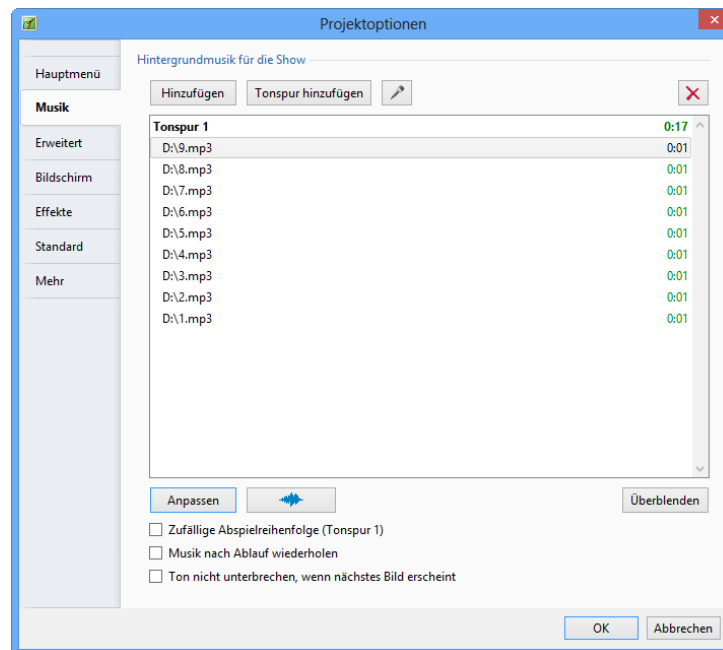 Projektoptionen
Hauptmenü
Musik
Erweitert
Bildschirm
Effekte
Standard
Mehr
Hintergrundmusik für die Show
Hinzufügen Tonspur hinzufügen
Tonspur 1 0:17
D:\9.mp3 0:01
D:\8.mp3 0:01
D:\7.mp3 0:01
D:\6.mp3 0:01
D:\5.mp3 0:01
D:\4.mp3 0:01
D:\3.mp3 0:01
D:\2.mp3 0:01
D:\1.mp3 0:01
Anpassen Überblenden
Zufällige Abspielreihenfolge (Tonspur 1)
Musik nach Ablauf wiederholen
Ton nicht unterbrechen, wenn nächstes Bild erscheint
OK Abbrechen